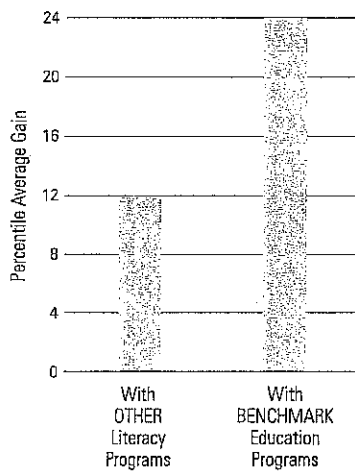 24
20
16
12
8
4
0
Percentile Average Gain
With
OTHER
Literacy
Programs
With
BENCHMARK
Education
Programs